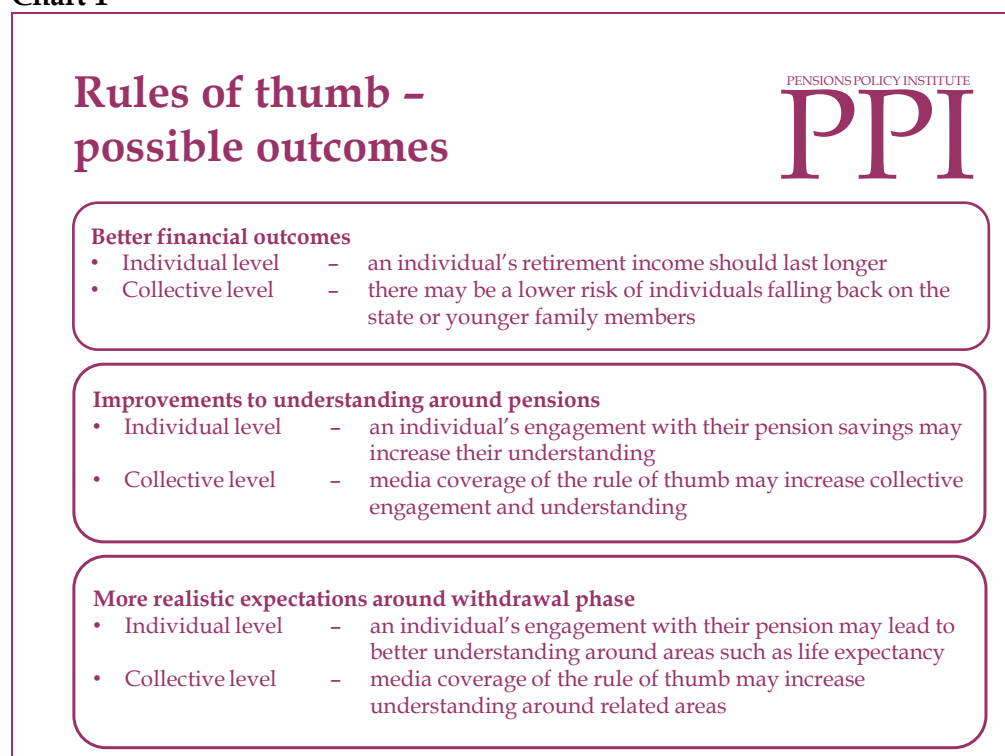 Chart 1
Rules of thumb –
possible outcomes
PENSIONS POLICY INSTITUTE
PPI
Better financial outcomes
• Individual level – an individual's retirement income should last longer
• Collective level – there may be a lower risk of individuals falling back on the
state or younger family members
Improvements to understanding around pensions
• Individual level – an individual's engagement with their pension savings may
increase their understanding
• Collective level – media coverage of the rule of thumb may increase collective
engagement and understanding
More realistic expectations around withdrawal phase
• Individual level – an individual's engagement with their pension may lead to
better understanding around areas such as life expectancy
• Collective level – media coverage of the rule of thumb may increase
understanding around related areas